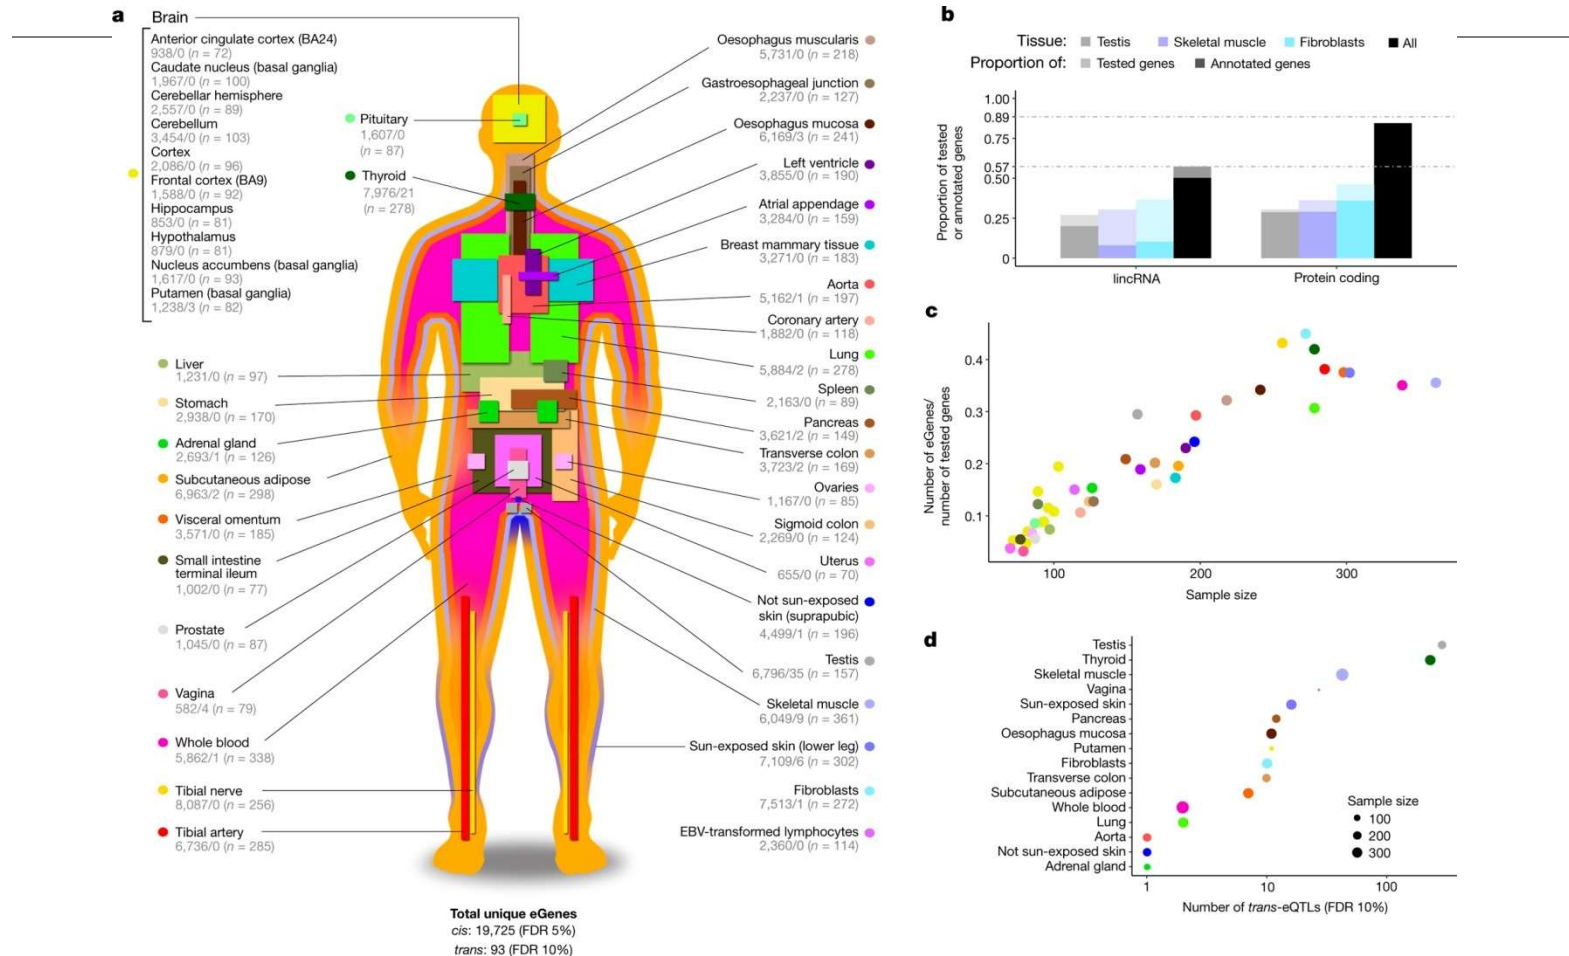 a
Brain
Anterior cingulate cortex (BA24)
938/0 (n = 72)
Caudate nucleus (basal ganglia)
1,967/0 (n = 100)
Cerebellar hemisphere
2,557/0 (n = 89)
Cerebellum
3,454/0 (n = 103)
Cortex
2,086/0 (n = 96)
Frontal cortex (BA9)
1,588/0 (n = 92)
Hippocampus
853/0 (n = 81)
Hypothalamus
879/0 (n = 81)
Nucleus accumbens (basal ganglia)
1,617/0 (n = 93)
Putamen (basal ganglia)
1,238/3 (n = 82)
Pituitary
1,607/0
(n = 87)
Thyroid
7,976/21
(n = 278)
Liver
1,231/0 (n = 97)
Stomach
2,938/0 (n = 170)
Adrenal gland
2,693/1 (n = 126)
Subcutaneous adipose
6,963/2 (n = 298)
Visceral omentum
3,571/0 (n = 185)
Small intestine
terminal ileum
1,002/0 (n = 77)
Prostate
1,045/0 (n = 87)
Vagina
582/4 (n = 79)
Whole blood
5,862/1 (n = 338)
Tibial nerve
8,087/0 (n = 256)
Tibial artery
6,736/0 (n = 285)
Oesophagus muscularis
5,731/0 (n = 218)
Gastroesophageal junction
2,237/0 (n = 127)
Oesophagus mucosa
6,169/3 (n = 241)
Left ventricle
3,855/0 (n = 190)
Atrial appendage
3,284/0 (n = 159)
Breast mammary tissue
3,271/0 (n = 183)
Aorta
5,162/1 (n = 197)
Coronary artery
1,882/0 (n = 118)
Lung
5,884/2 (n = 278)
Spleen
2,163/0 (n = 89)
Pancreas
3,621/2 (n = 149)
Transverse colon
3,723/2 (n = 169)
Ovaries
1,167/0 (n = 85)
Sigmoid colon
2,269/0 (n = 124)
Uterus
655/0 (n = 70)
Not sun-exposed
skin (suprapubic)
4,499/1 (n = 196)
Testis
6,796/35 (n = 157)
Skeletal muscle
6,049/9 (n = 361)
Sun-exposed skin (lower leg)
7,109/6 (n = 302)
Fibroblasts
7,513/1 (n = 272)
EBV-transformed lymphocytes
2,360/0 (n = 114)
Total unique eGenes
cis: 19,725 (FDR 5%)
trans: 93 (FDR 10%)
b
Tissue: Testis Skeletal muscle Fibroblasts All
Proportion of: Tested genes Annotated genes
Proportion of tested
or annotated genes
1.00
0.89
0.75
0.57
0.50
0.25
0
lincRNA Protein coding
c
Number of eGenes/
number of tested genes
0.4
0.3
0.2
0.1
100 200 300
Sample size
d
Testis
Thyroid
Skeletal muscle
Vagina
Sun-exposed skin
Pancreas
Oesophagus mucosa
Putamen
Fibroblasts
Transverse colon
Subcutaneous adipose
Whole blood
Lung
Aorta
Not sun-exposed skin
Adrenal gland
Sample size
100
200
300
1 10 100
Number of trans-eQTLs (FDR 10%)